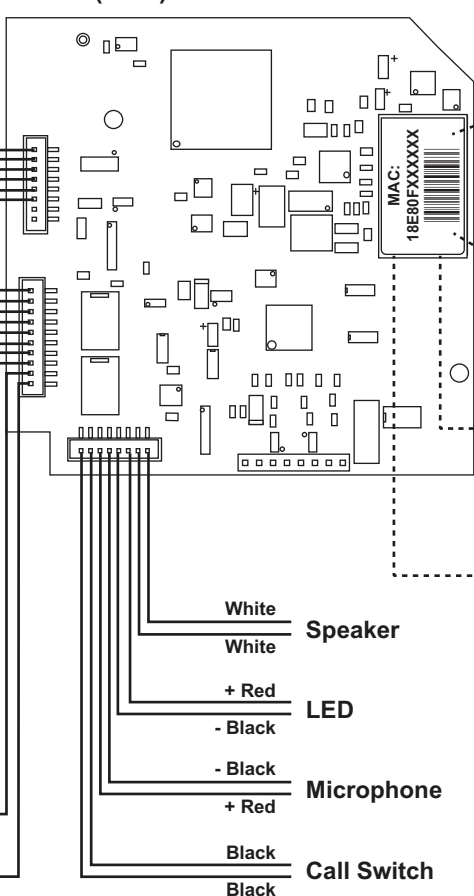 MAC:
18E80FXXXXXX
White
Speaker
White
+ Red
LED
- Black
- Black
Microphone
+ Red
Black
Call Switch
Black